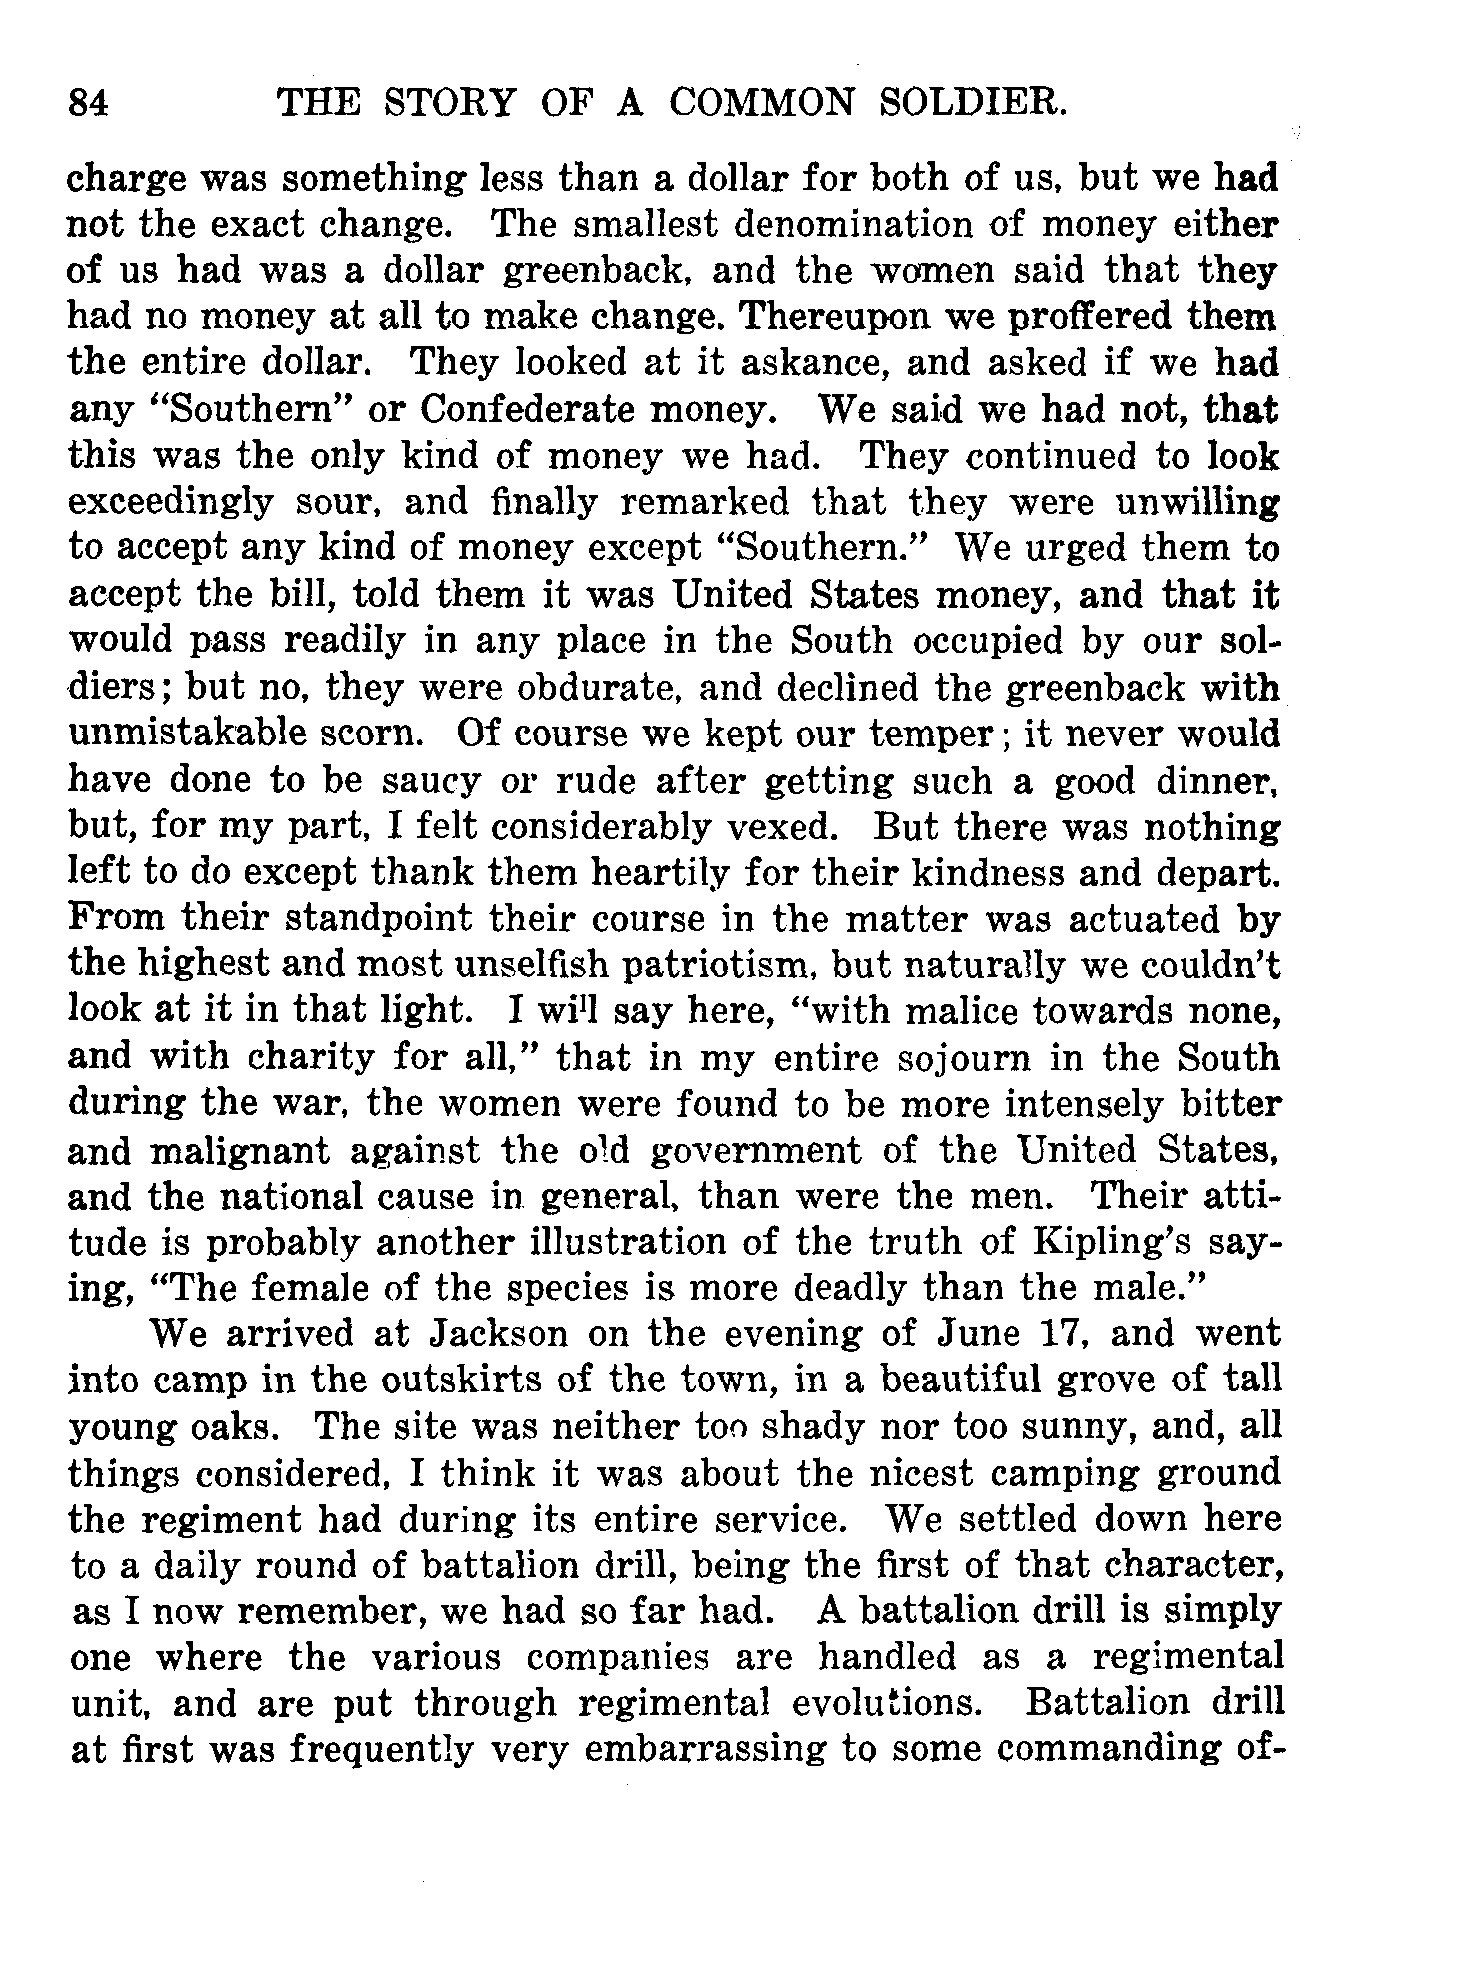 84 THE STORY OF A COMMON SOLDIER.
charge was something less than a dollar for both of us, but we had
not the exact change. The smallest denomination of money either
of us had was a dollar greenback, and the women said that they
had no money at all to make change. Thereupon we proffered them
the entire dollar. They looked at it askance, and asked if we had
any “Southern” or Confederate money. We said we had not, that
this was the only kind of money we had. They continued to look
exceedingly sour, and finally remarked that they were unwilling
to accept any kind of money except “Southern.” We urged them to
accept the bill, told them it was United States money, and that it
would pass readily in any place in the South occupied by our sol-
diers; but no, they were obdurate, and declined the greenback with
unmistakable scorn. Of course we kept our temper; it never would
have done to be saucy or rude after getting such a good dinner,
but, for my part, I felt considerably vexed. But there was nothing
left to do except thank them heartily for their kindness and depart.
From their standpoint their course in the matter was actuated by
the highest and most unselfish patriotism, but naturally we couldn't
look at it in that light. I will say here, “with malice towards none,
and with charity for all,” that in my entire sojourn in the South
during the war, the women were found to be more intensely bitter
and malignant against the old government of the United States,
and the national cause in general, than were the men. Their atti-
tude is probably another illustration of the truth of Kipling's say-
ing, “The female of the species is more deadly than the male.”
We arrived at Jackson on the evening of June 17, and went
into camp in the outskirts of the town, in a beautiful grove of tall
young oaks. The site was neither too shady nor too sunny, and, all
things considered, I think it was about the nicest camping ground
the regiment had during its entire service. We settled down here
to a daily round of battalion drill, being the first of that character,
as I now remember, we had so far had. A battalion drill is simply
one where the various companies are handled as a regimental
unit, and are put through regimental evolutions. Battalion drill
at first was frequently very embarrassing to some commanding of-